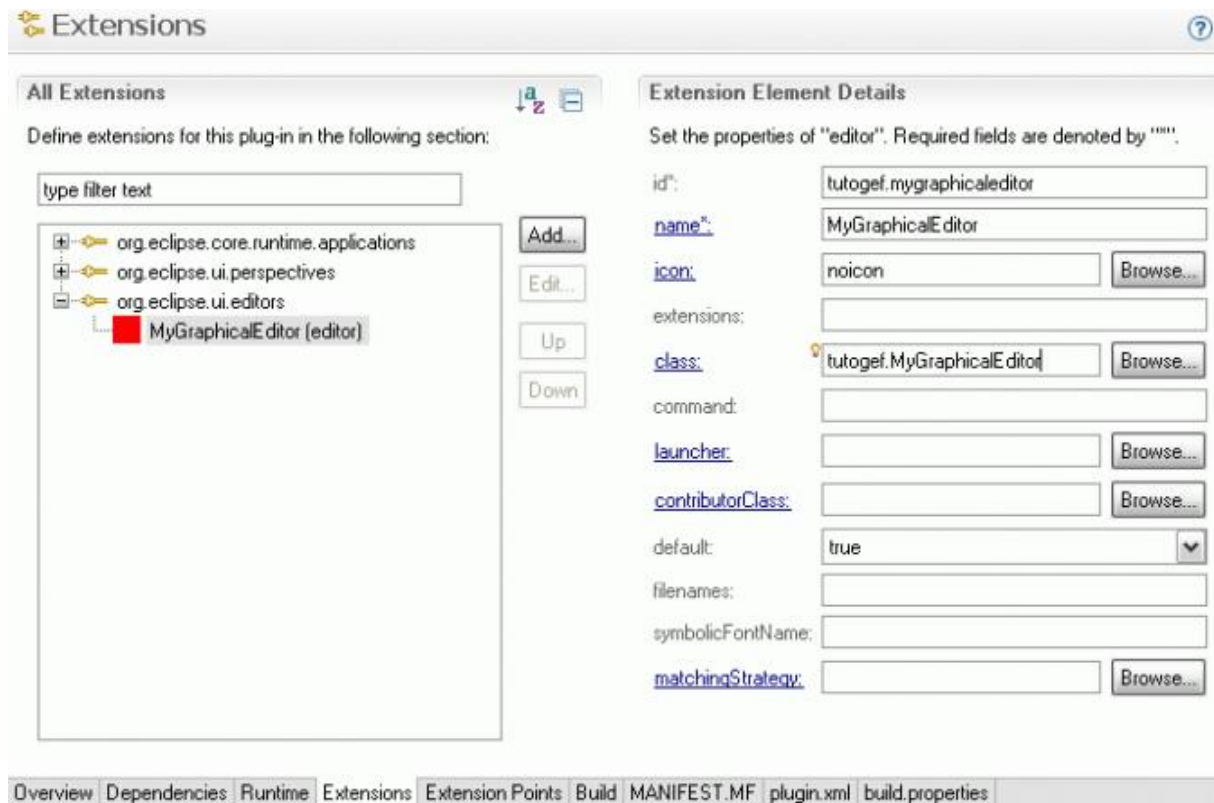 Extensions
?
All Extensions
a
z
Define extensions for this plug-in in the following section:
type filter text
org.eclipse.core.runtime.applications
org.eclipse.ui.perspectives
org.eclipse.ui.editors
MyGraphicalEditor (editor)
Add...
Edit...
Up
Down
Extension Element Details
Set the properties of "editor". Required fields are denoted by "*".
id*:
tutogef.mygraphicaleditor
name*:
MyGraphicalEditor
icon:
noicon
Browse...
extensions:
class:
tutogef.MyGraphicalEditor
Browse...
command:
launcher:
Browse...
contributorClass:
Browse...
default:
true
filenames:
symbolicFontName:
matchingStrategy:
Browse...
Overview Dependencies Runtime Extensions Extension Points Build MANIFEST.MF plugin.xml build.properties